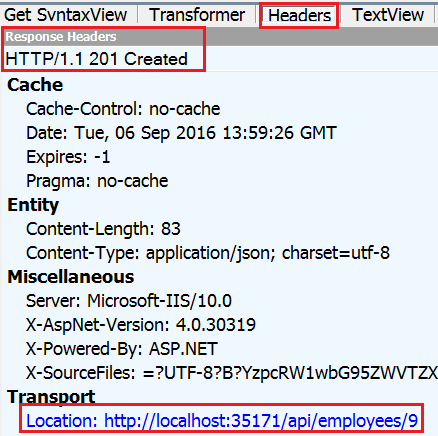 Get SyntaxView Transformer Headers TextView
Response Headers
HTTP/1.1 201 Created
Cache
Cache-Control: no-cache
Date: Tue, 06 Sep 2016 13:59:26 GMT
Expires: -1
Pragma: no-cache
Entity
Content-Length: 83
Content-Type: application/json; charset=utf-8
Miscellaneous
Server: Microsoft-IIS/10.0
X-AspNet-Version: 4.0.30319
X-Powered-By: ASP.NET
X-SourceFiles: =?UTF-8?B?YzpcRW1wbG95ZWVTZX
Transport
Location: http://localhost:35171/api/employees/9